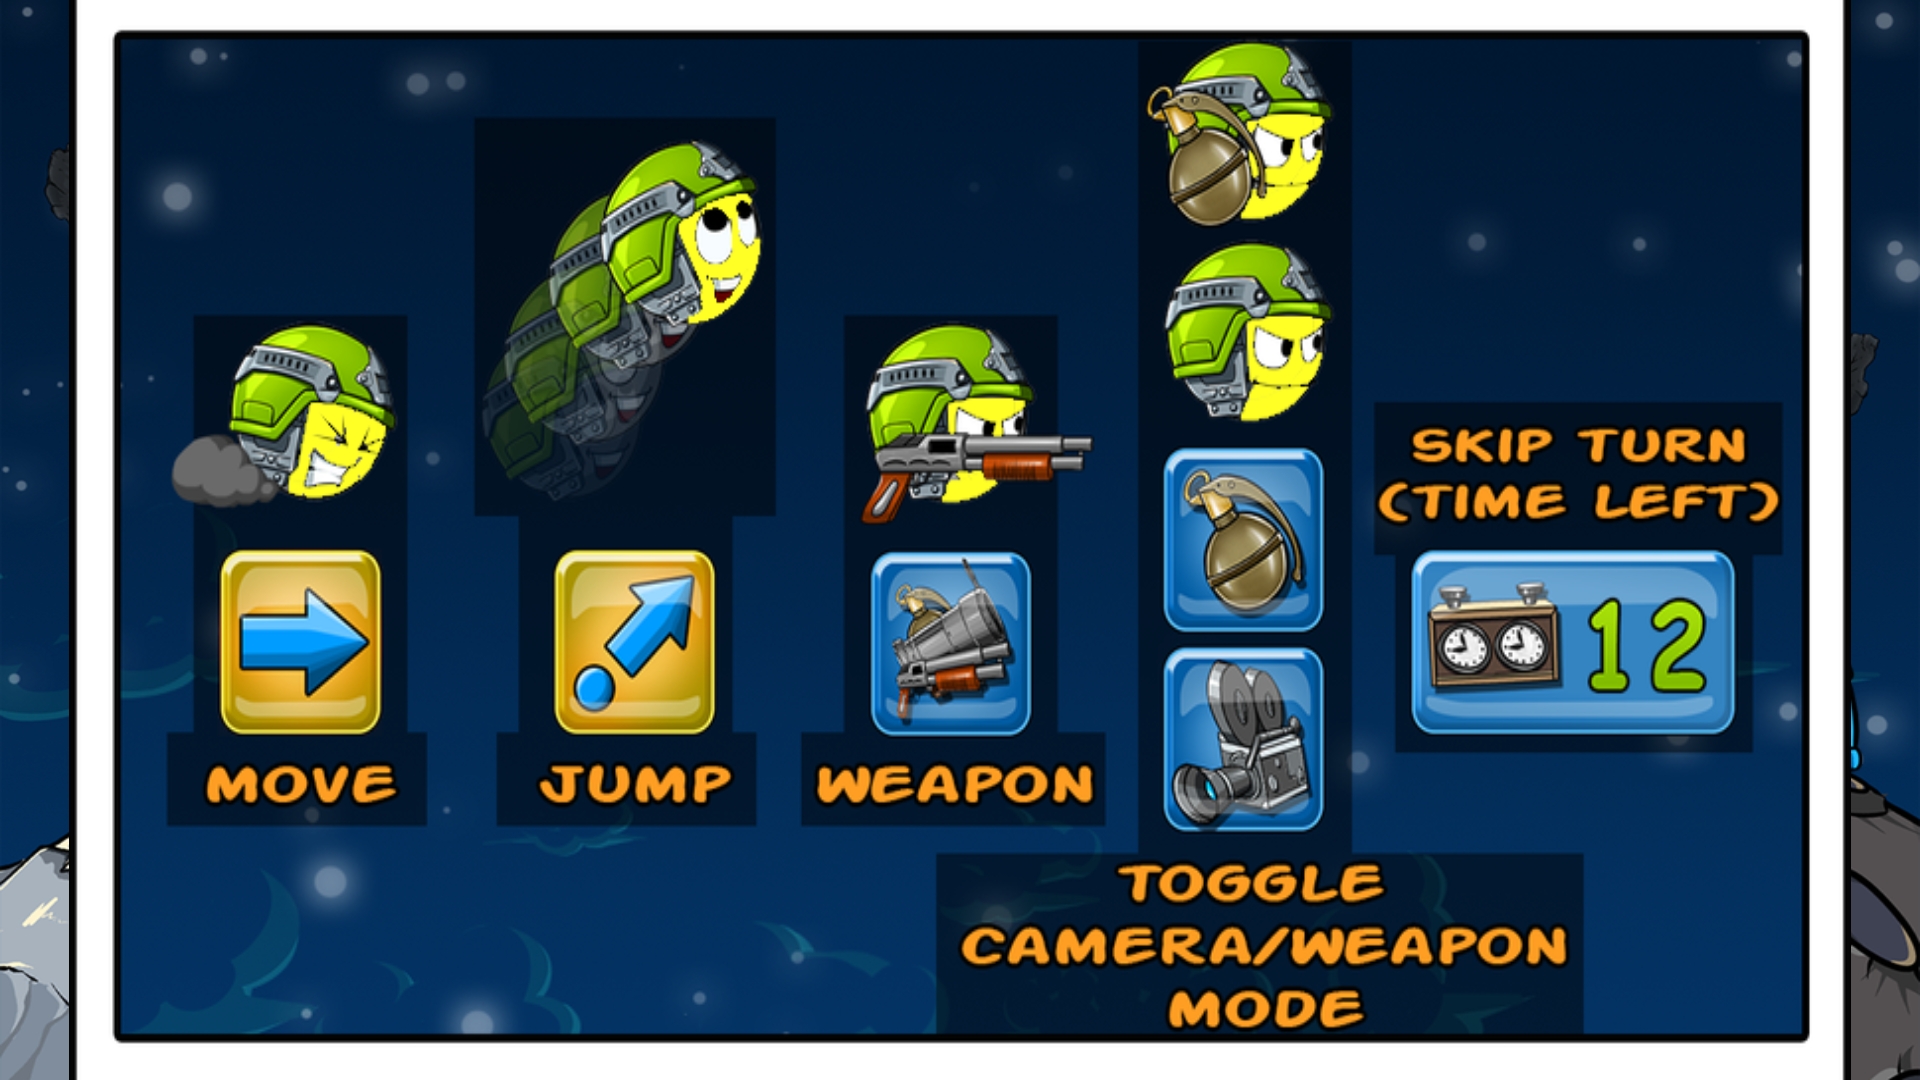 SKIP TURN
(TIME LEFT)
12
MOVE
JUMP
WEAPON
TOGGLE
CAMERA/WEAPON
MODE